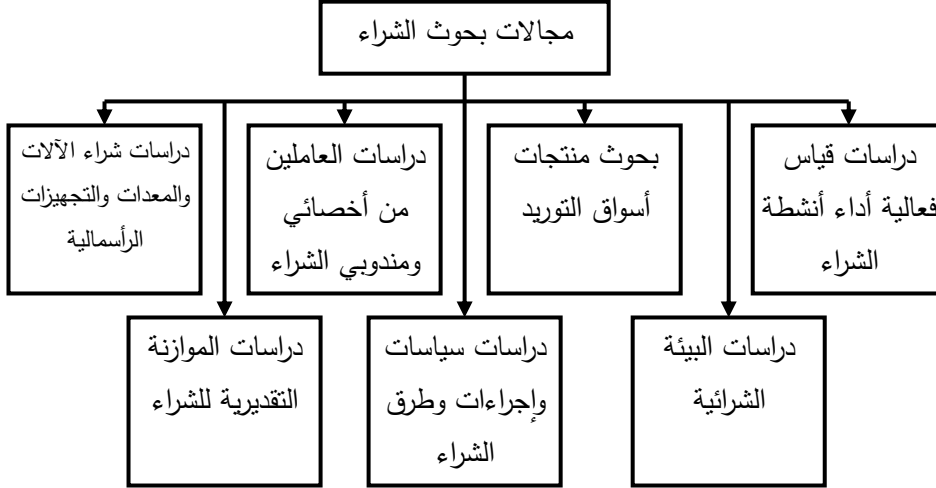 مجالات بحوث الشراء
دراسات قياس
فعالية أداء أنشطة
الشراء
بحوث منتجات
أسواق التوريد
دراسات العاملين
من أخصائي
ومندوبي الشراء
دراسات شراء الآلات
والمعدات والتجهيزات
الرأسمالية
دراسات البيئة
الشرائية
دراسات سياسات
وإجراءات وطرق
الشراء
دراسات الموازنة
التقديرية للشراء